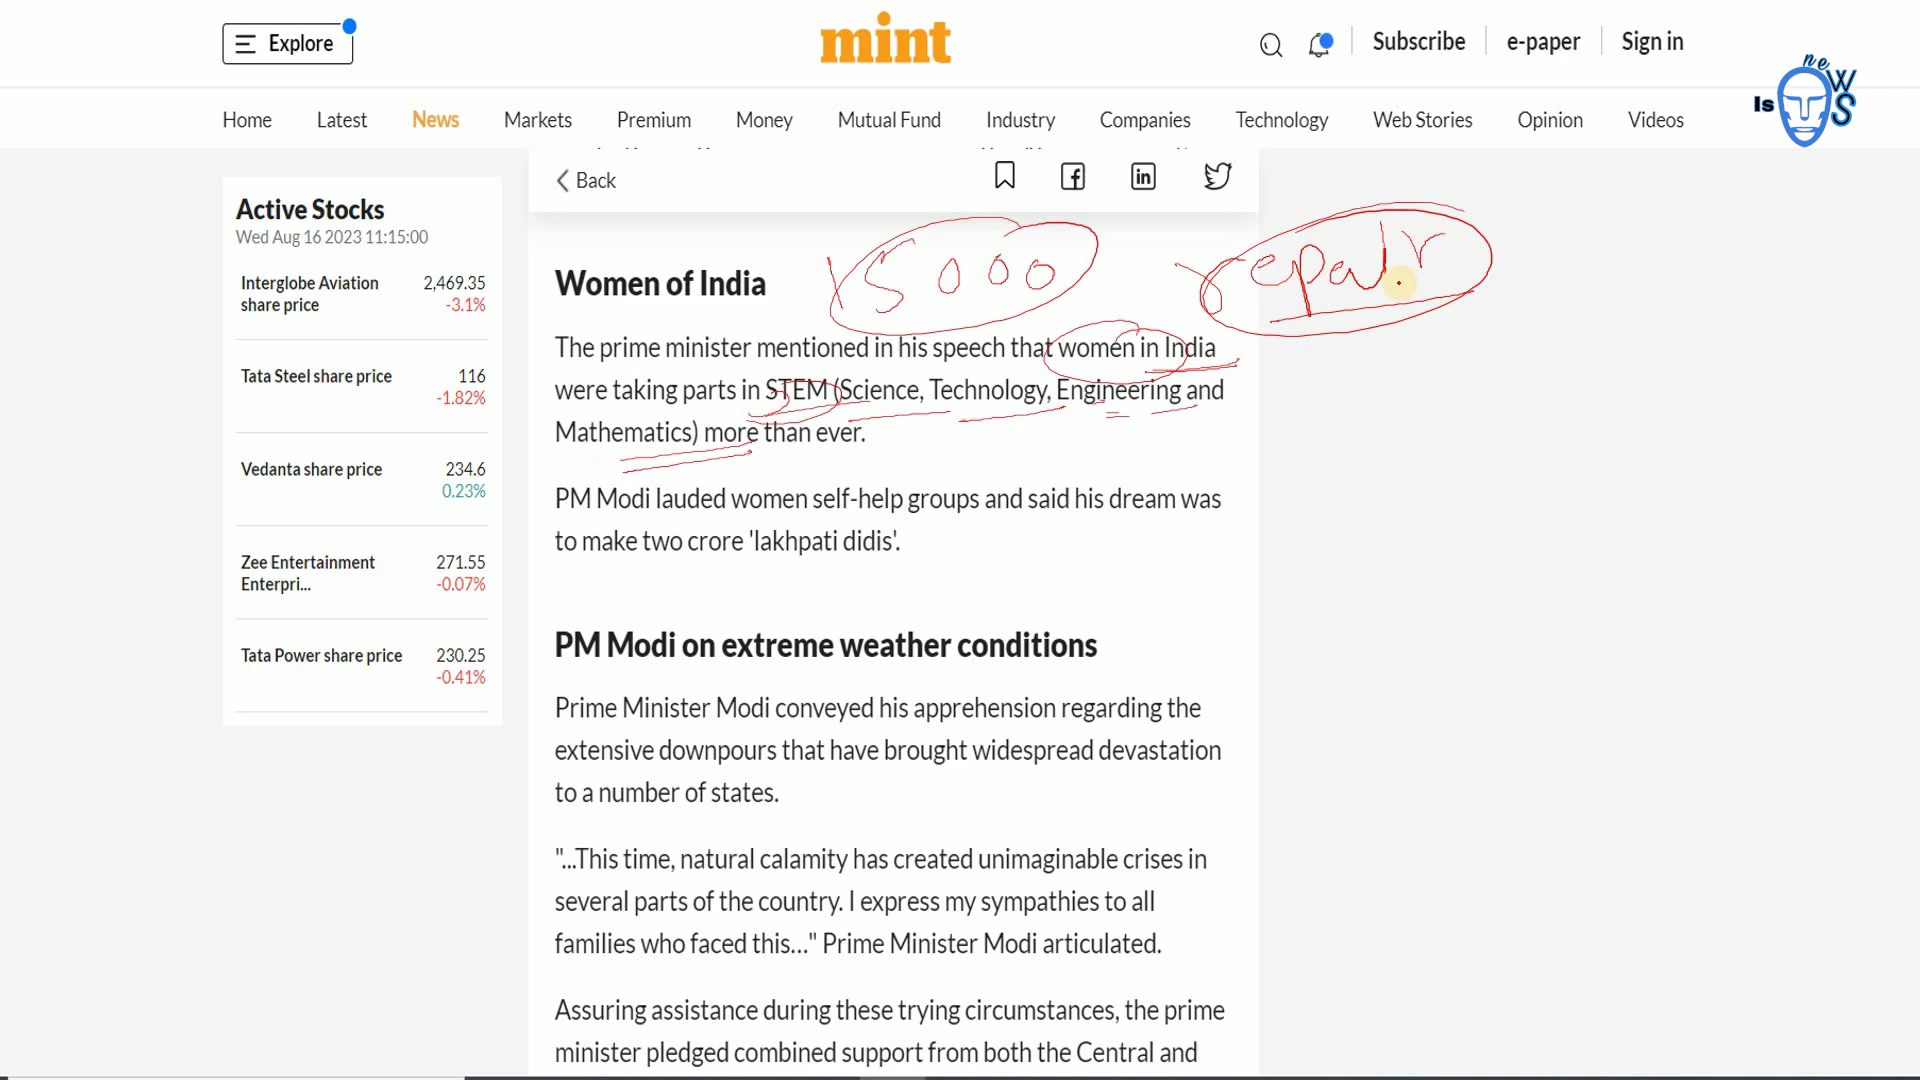 Explore
mint
Subscribe
e-paper
Sign in
Is neWS
Home
Latest
News
Markets
Premium
Money
Mutual Fund
Industry
Companies
Technology
Web Stories
Opinion
Videos
Back
Active Stocks
Wed Aug 16 2023 11:15:00
Interglobe Aviation 2,469.35
share price -3.1%
Tata Steel share price 116
-1.82%
Vedanta share price 234.6
0.23%
Zee Entertainment 271.55
Enterpri... -0.07%
Tata Power share price 230.25
-0.41%
15000
repair
Women of India
The prime minister mentioned in his speech that women in India
were taking parts in STEM (Science, Technology, Engineering and
Mathematics) more than ever.
PM Modi lauded women self-help groups and said his dream was
to make two crore 'lakhpati didis'.
PM Modi on extreme weather conditions
Prime Minister Modi conveyed his apprehension regarding the
extensive downpours that have brought widespread devastation
to a number of states.
"...This time, natural calamity has created unimaginable crises in
several parts of the country. I express my sympathies to all
families who faced this..." Prime Minister Modi articulated.
Assuring assistance during these trying circumstances, the prime
minister pledged combined support from both the Central and